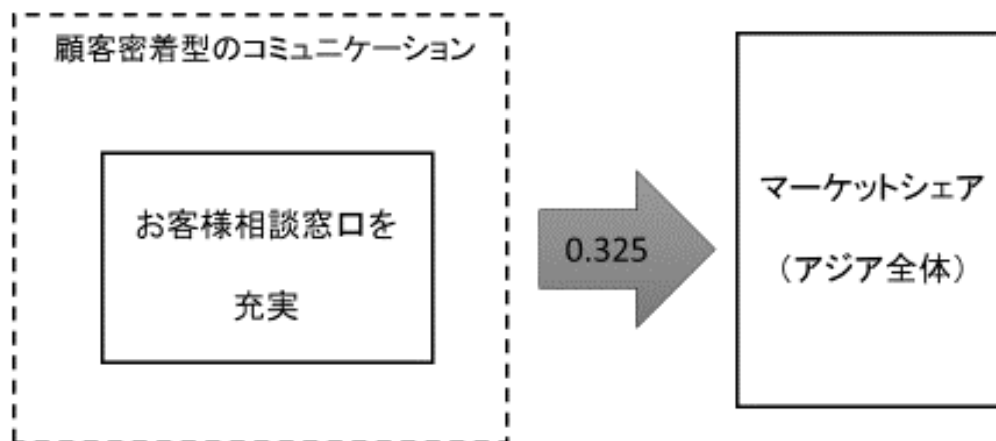 顧客密着型のコミュニケーション
お客様相談窓口を
充実
0.325
マーケットシェア
（アジア全体）